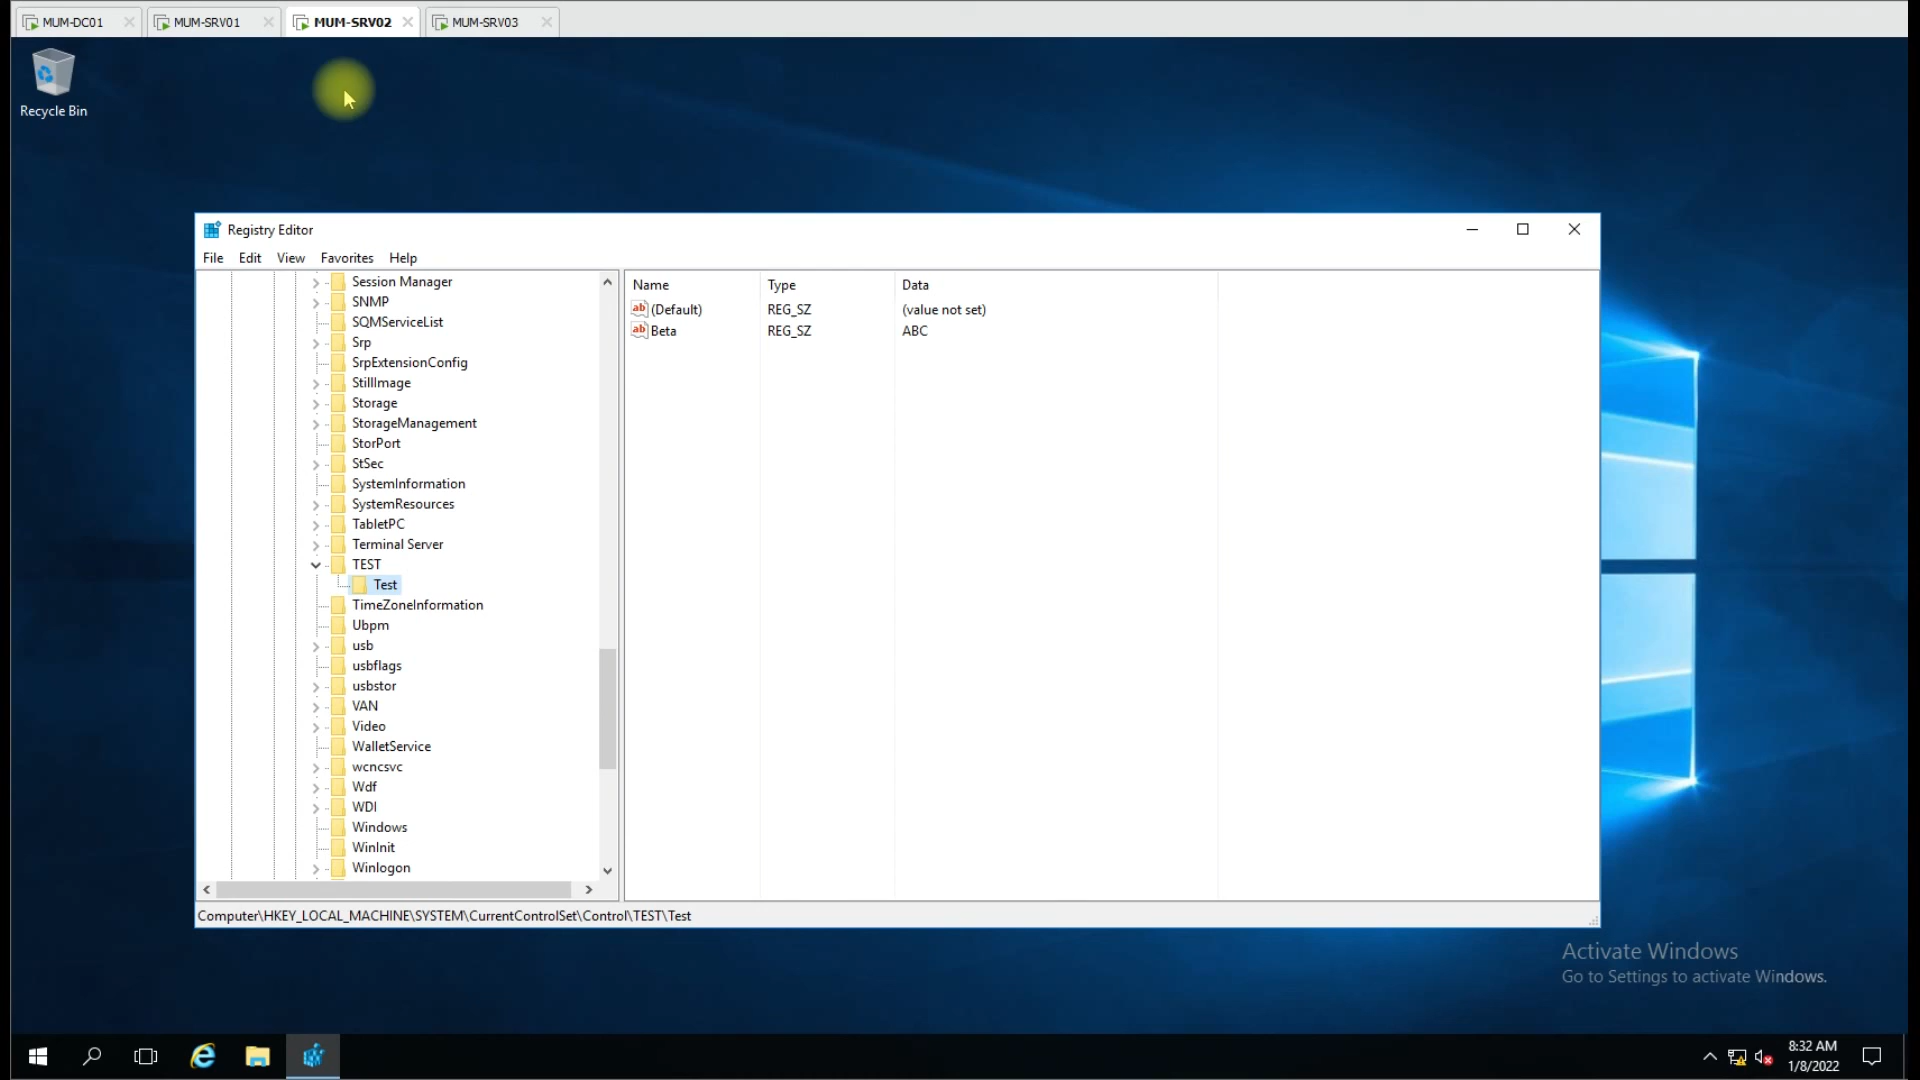 MUM-DC01 MUM-SRV01 MUM-SRV02 MUM-SRV03
Recycle Bin
Registry Editor
File Edit View Favorites Help
Session Manager
SNMP
SQMServiceList
Srp
SrpExtensionConfig
StillImage
Storage
StorageManagement
StorPort
StSec
SystemInformation
SystemResources
TabletPC
Terminal Server
TEST
Test
TimeZoneInformation
Ubpm
usb
usbflags
usbstor
VAN
Video
WalletService
wcncsvc
Wdf
WDI
Windows
WinInit
Winlogon
Name Type Data
ab (Default) REG_SZ (value not set)
ab Beta REG_SZ ABC
Computer\HKEY_LOCAL_MACHINE\SYSTEM\CurrentControlSet\Control\TEST\Test
Activate Windows
Go to Settings to activate Windows.
8:32 AM
1/8/2022